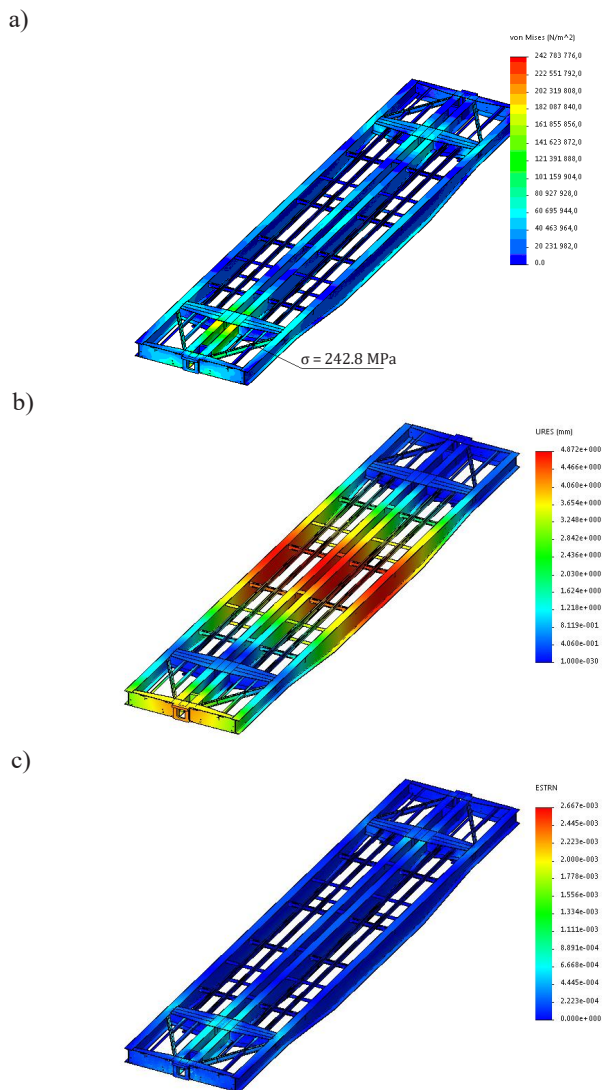 a)
von Mises (N/m^2)
242 783 776,0
222 551 792,0
202 319 808,0
182 087 840,0
161 855 856,0
141 623 872,0
121 391 888,0
101 159 904,0
80 927 928,0
60 695 944,0
40 463 964,0
20 231 982,0
0.0
σ = 242.8 MPa
b)
URES (mm)
4.872e+000
4.466e+000
4.060e+000
3.654e+000
3.248e+000
2.842e+000
2.436e+000
2.030e+000
1.624e+000
1.218e+000
8.119e-001
4.060e-001
1.000e-030
c)
ESTRN
2.667e-003
2.445e-003
2.223e-003
2.000e-003
1.778e-003
1.556e-003
1.334e-003
1.111e-003
8.891e-004
6.668e-004
4.445e-004
2.223e-004
0.000e+000